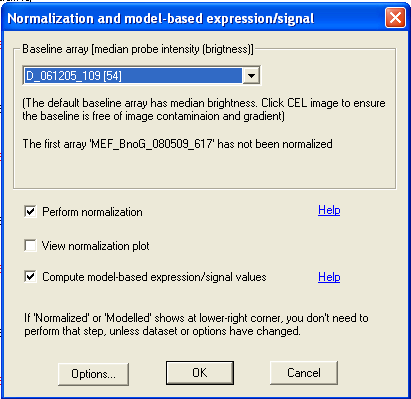 Normalization and model-based expression/signal
Baseline array [median probe intensity (brigtness)]
D_061205_109 [54]
(The default baseline array has median brightness. Click CEL image to ensure
the baseline is free of image contaminaion and gradient)
The first array 'MEF_BnoG_080509_617' has not been normalized
Perform normalization
Help
View normalization plot
Compute model-based expression/signal values
Help
If 'Normalized' or 'Modelled' shows at lower-right corner, you don't need to
perform that step, unless dataset or options have changed.
Options...
OK
Cancel